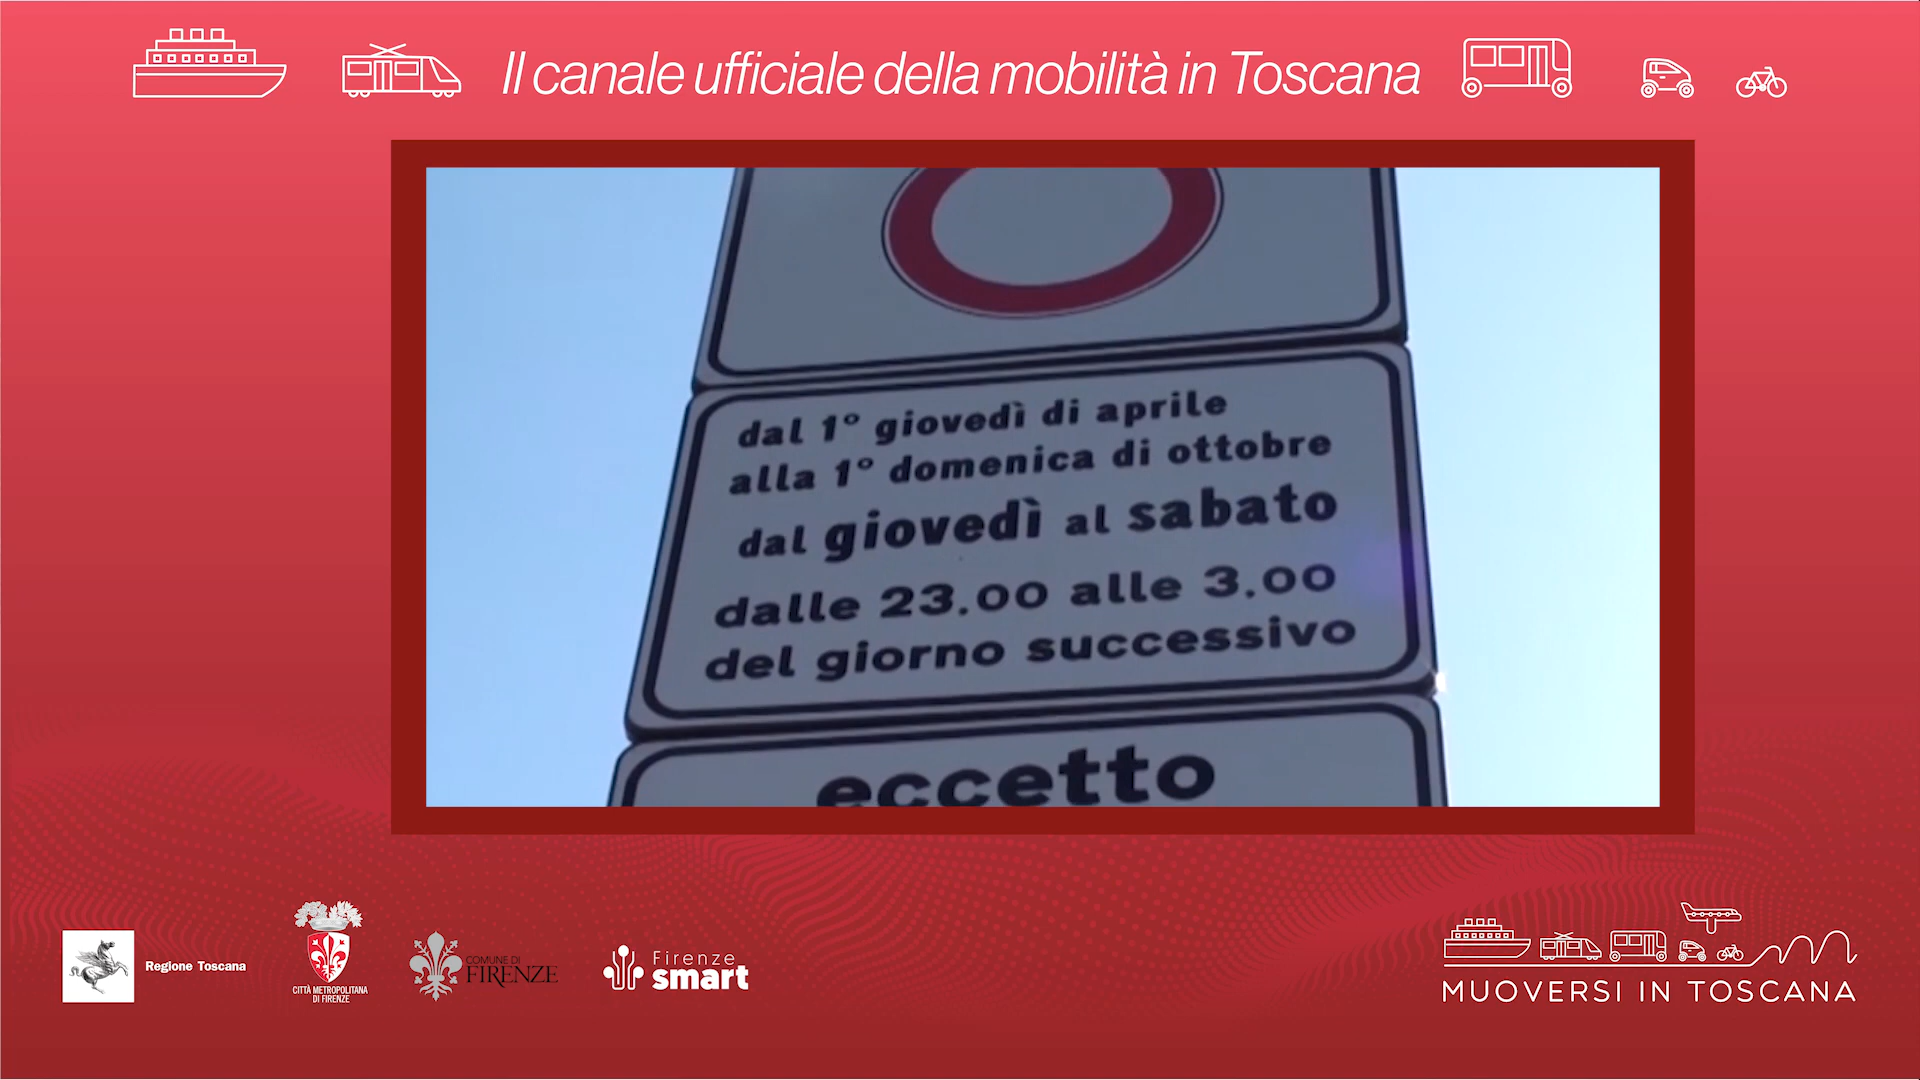 Il canale ufficiale della mobilità in Toscana
dal 1° giovedì di aprile
alla 1° domenica di ottobre
dal giovedì al sabato
dalle 23.00 alle 3.00
del giorno successivo
eccetto
Regione Toscana
CITTÀ METROPOLITANA
DI FIRENZE
COMUNE DI
FIRENZE
Firenze
smart
MUOVERSI IN TOSCANA